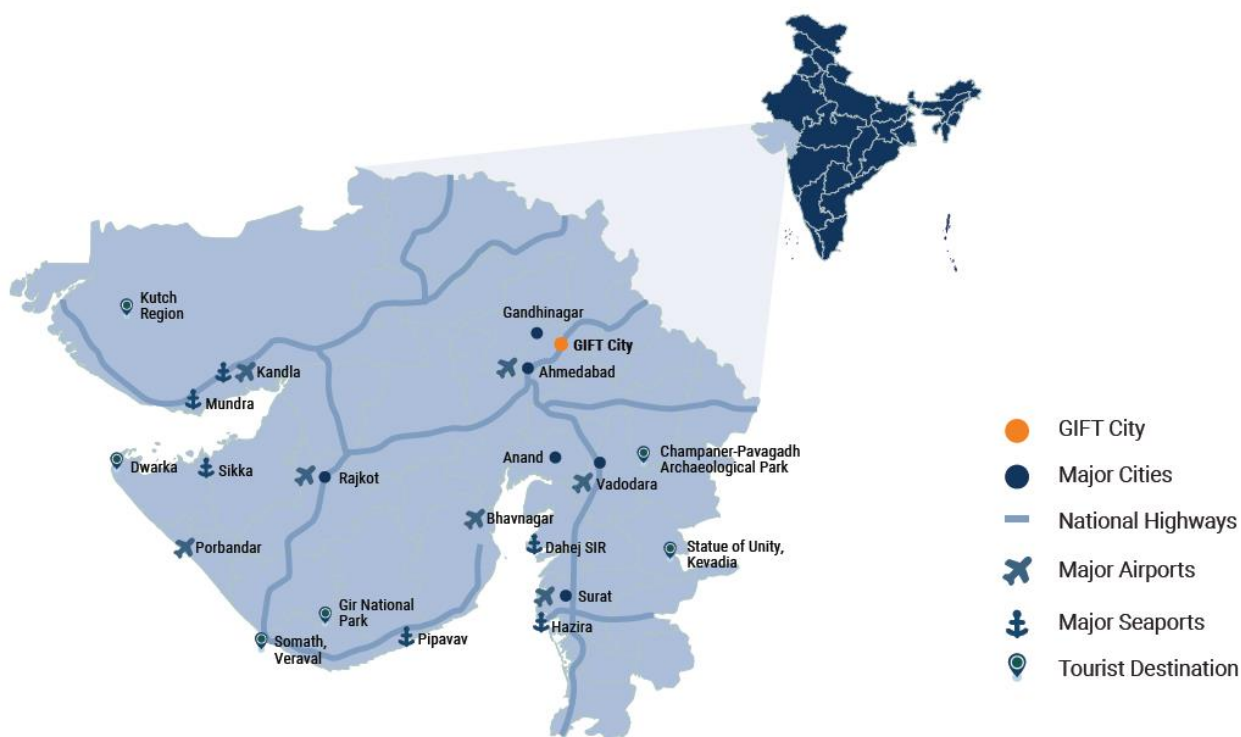 Kutch
Region
Gandhinagar
GIFT City
Kandla
Ahmedabad
Mundra
Dwarka
Sikka
Rajkot
Anand
Vadodara
Champaner-Pavagadh
Archaeological Park
Bhavnagar
Porbandar
Dahej SIR
Statue of Unity,
Kevadia
Surat
Gir National
Park
Hazira
Somath,
Veraval
Pipavav
GIFT City
Major Cities
National Highways
Major Airports
Major Seaports
Tourist Destination